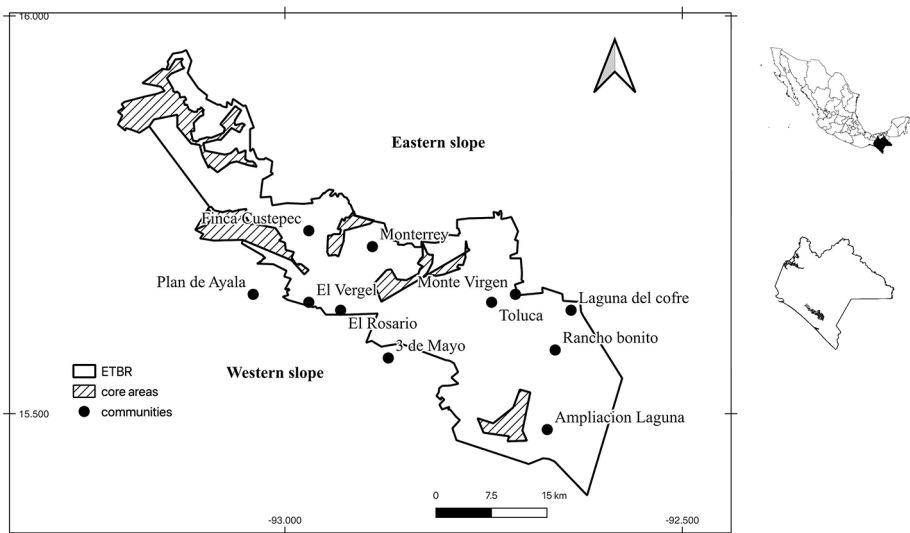 16.000
Eastern slope
Finca Custepec
Monterrey
Plan de Ayala
El Vergel
Monte Virgen
Laguna del cofre
Toluca
El Rosario
Rancho bonito
3 de Mayo
Western slope
ETBR
core areas
communities
15.500
Ampliacion Laguna
0 7.5 15 km
-93.000 -92.500